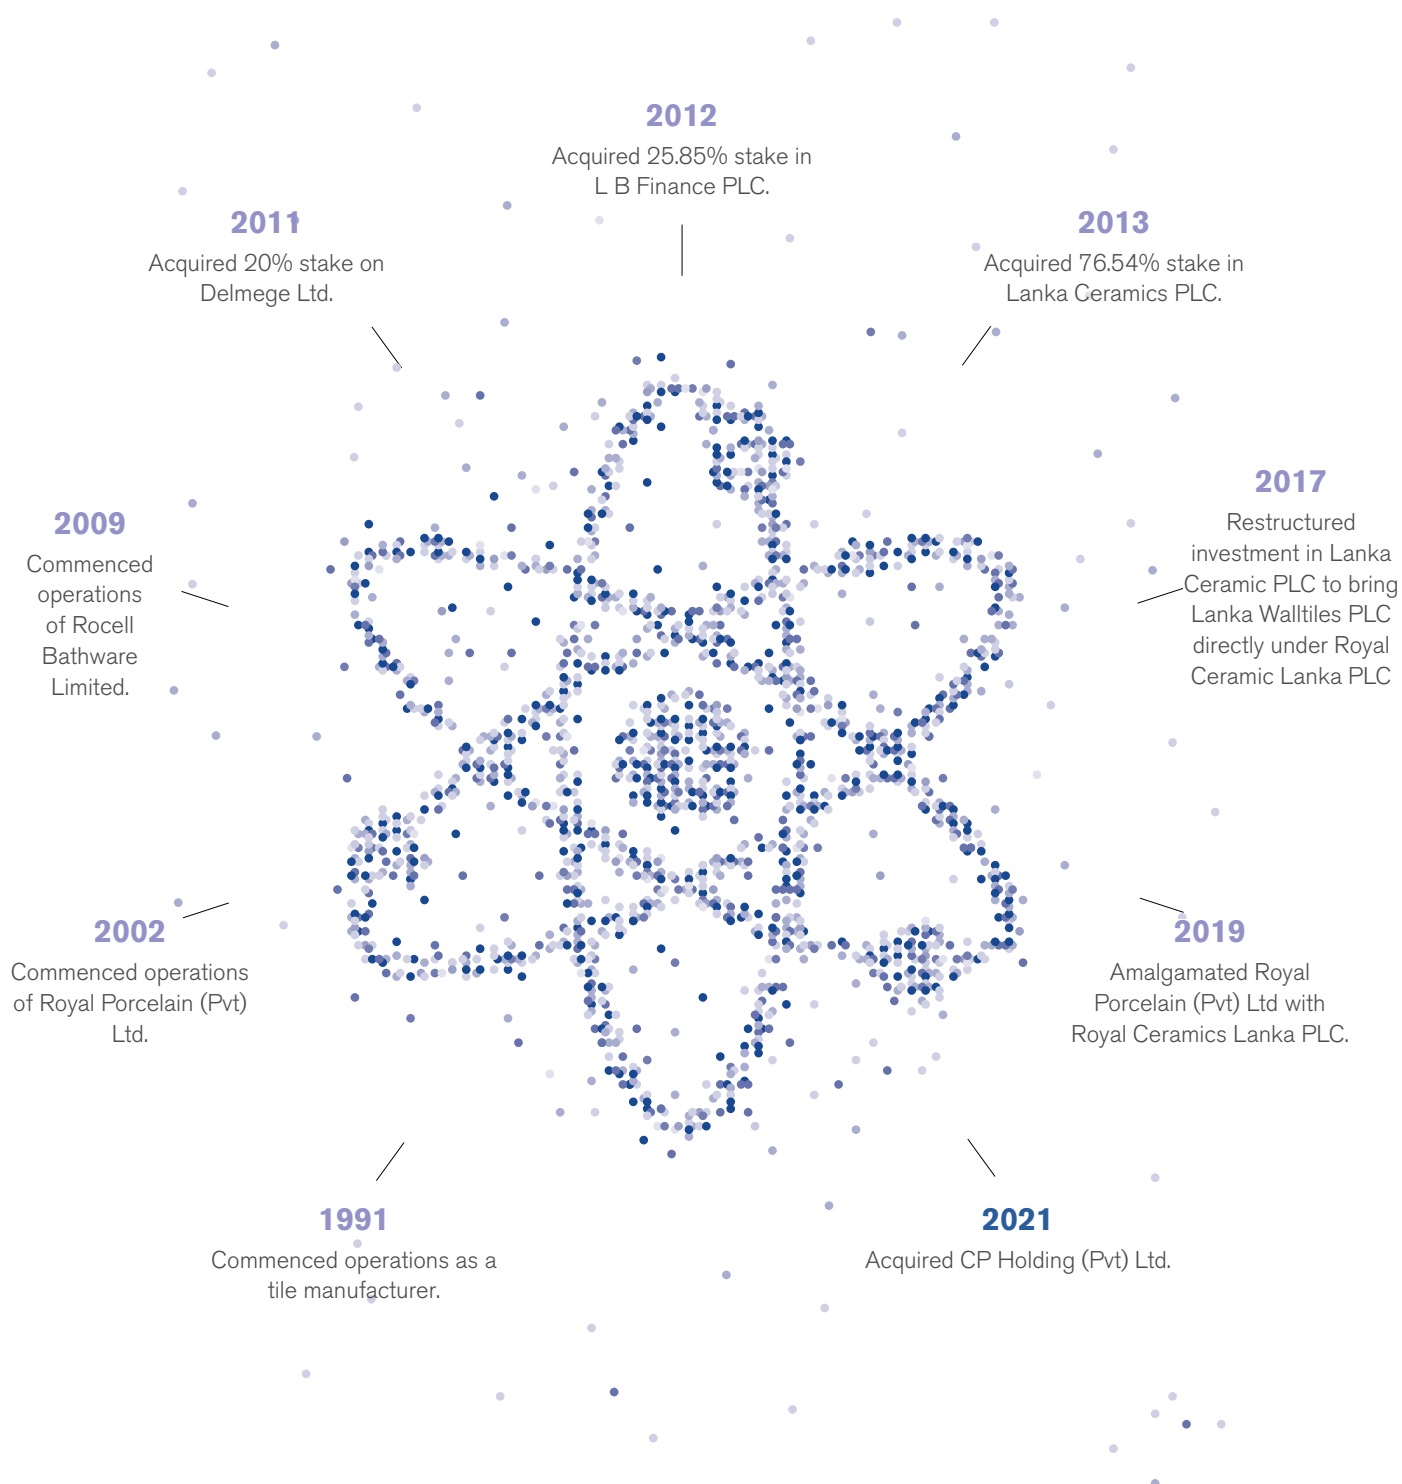 2012
Acquired 25.85% stake in
L B Finance PLC.
2011
Acquired 20% stake on
Delmege Ltd.
2013
Acquired 76.54% stake in
Lanka Ceramics PLC.
2009
Commenced
operations
of Rocell
Bathware
Limited.
2017
Restructured
investment in Lanka
Ceramic PLC to bring
Lanka Walltiles PLC
directly under Royal
Ceramic Lanka PLC
2002
Commenced operations
of Royal Porcelain (Pvt)
Ltd.
2019
Amalgamated Royal
Porcelain (Pvt) Ltd with
Royal Ceramics Lanka PLC.
1991
Commenced operations as a
tile manufacturer.
2021
Acquired CP Holding (Pvt) Ltd.